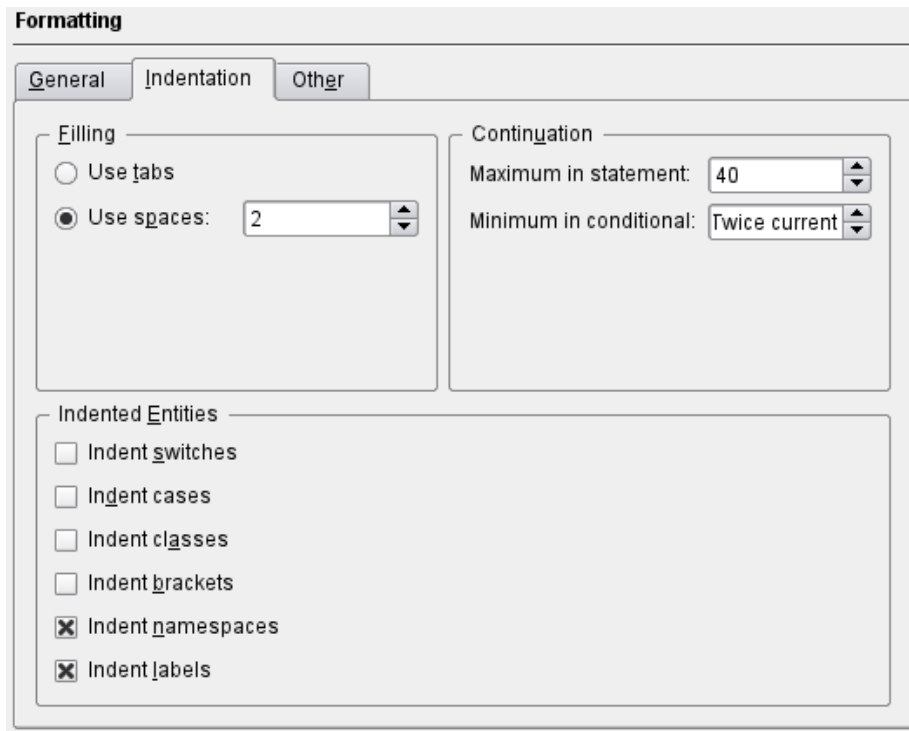 Formatting
General Indentation Other
Filling
Use tabs
Use spaces: 2
Continuation
Maximum in statement: 40
Minimum in conditional: Twice current
Indented Entities
Indent switches
Indent cases
Indent classes
Indent brackets
Indent namespaces
Indent labels